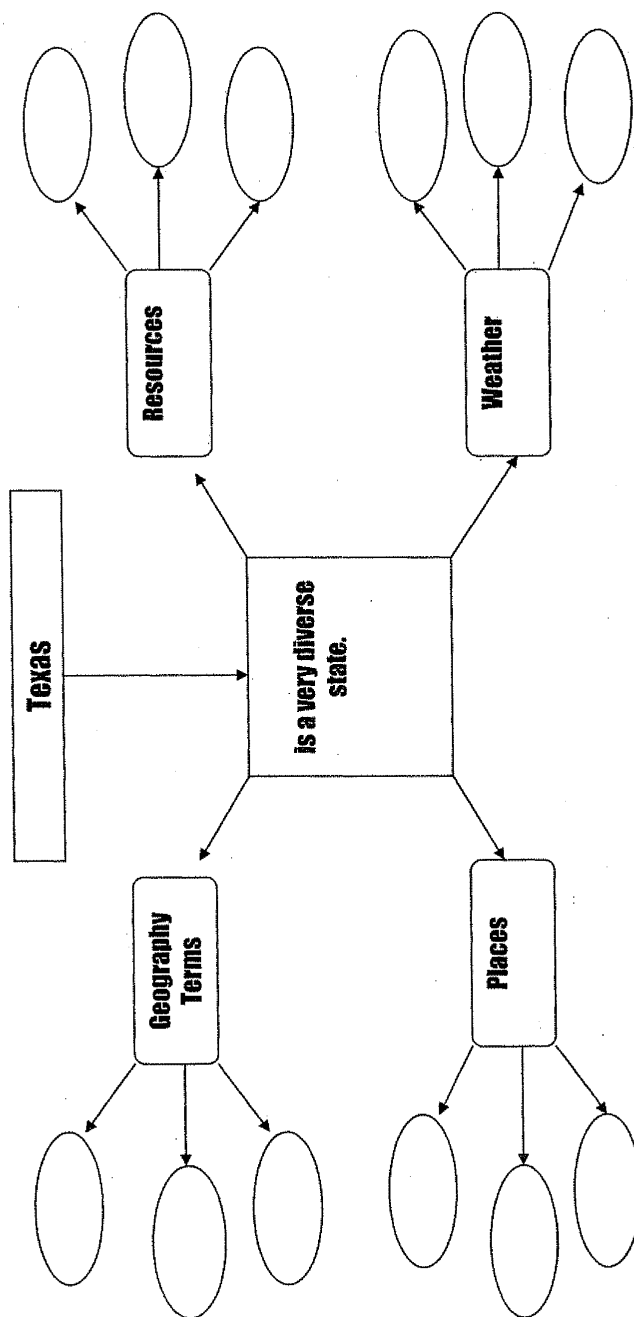 Texas
Geography
Terms
Resources
is a very diverse
state.
Places
Weather